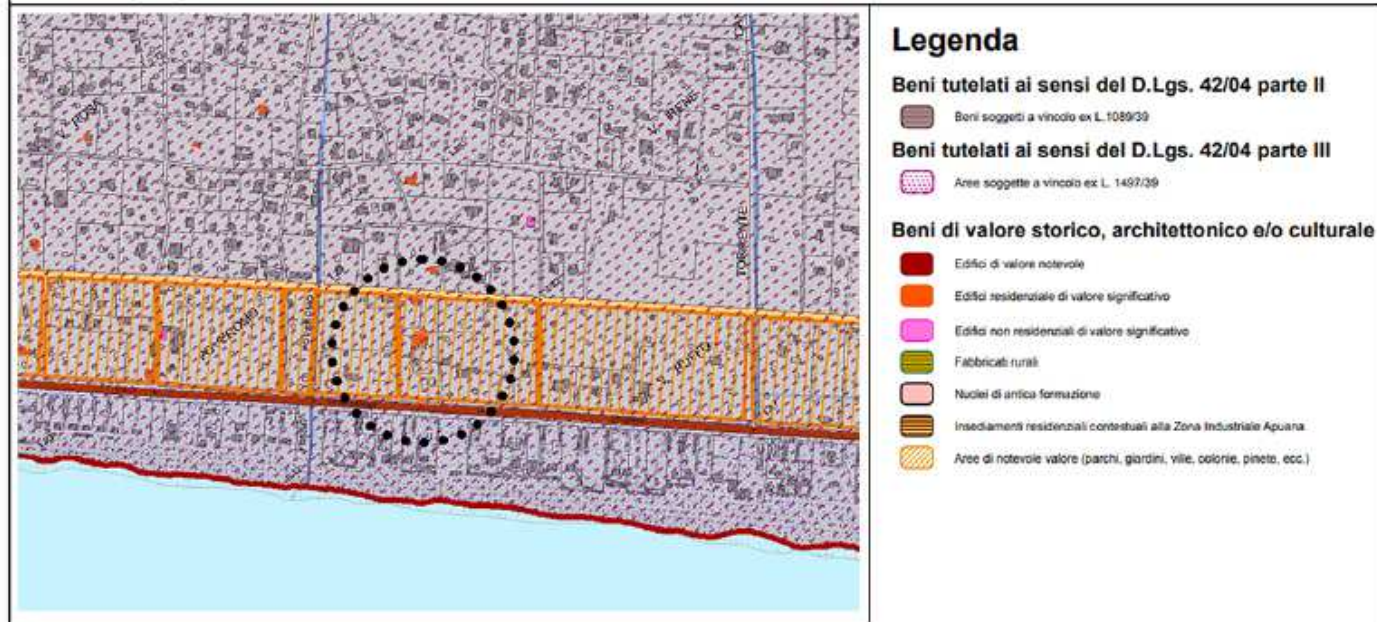 V. ROSA
V. IRENE
TORRENTE
POVEROMO
Legenda
Beni tutelati ai sensi del D.Lgs. 42/04 parte II
Beni soggetti a vincolo ex L.1089/39
Beni tutelati ai sensi del D.Lgs. 42/04 parte III
Aree soggette a vincolo ex L. 1497/39
Beni di valore storico, architettonico e/o culturale
Edifici di valore notevole
Edifici residenziale di valore significativo
Edifici non residenziali di valore significativo
Fabbricati rurali
Nuclei di antica formazione
Insediamenti residenziali contestuali alla Zona Industriale Apuana
Aree di notevole valore (parchi, giardini, ville, colonie, pinete, ecc.)